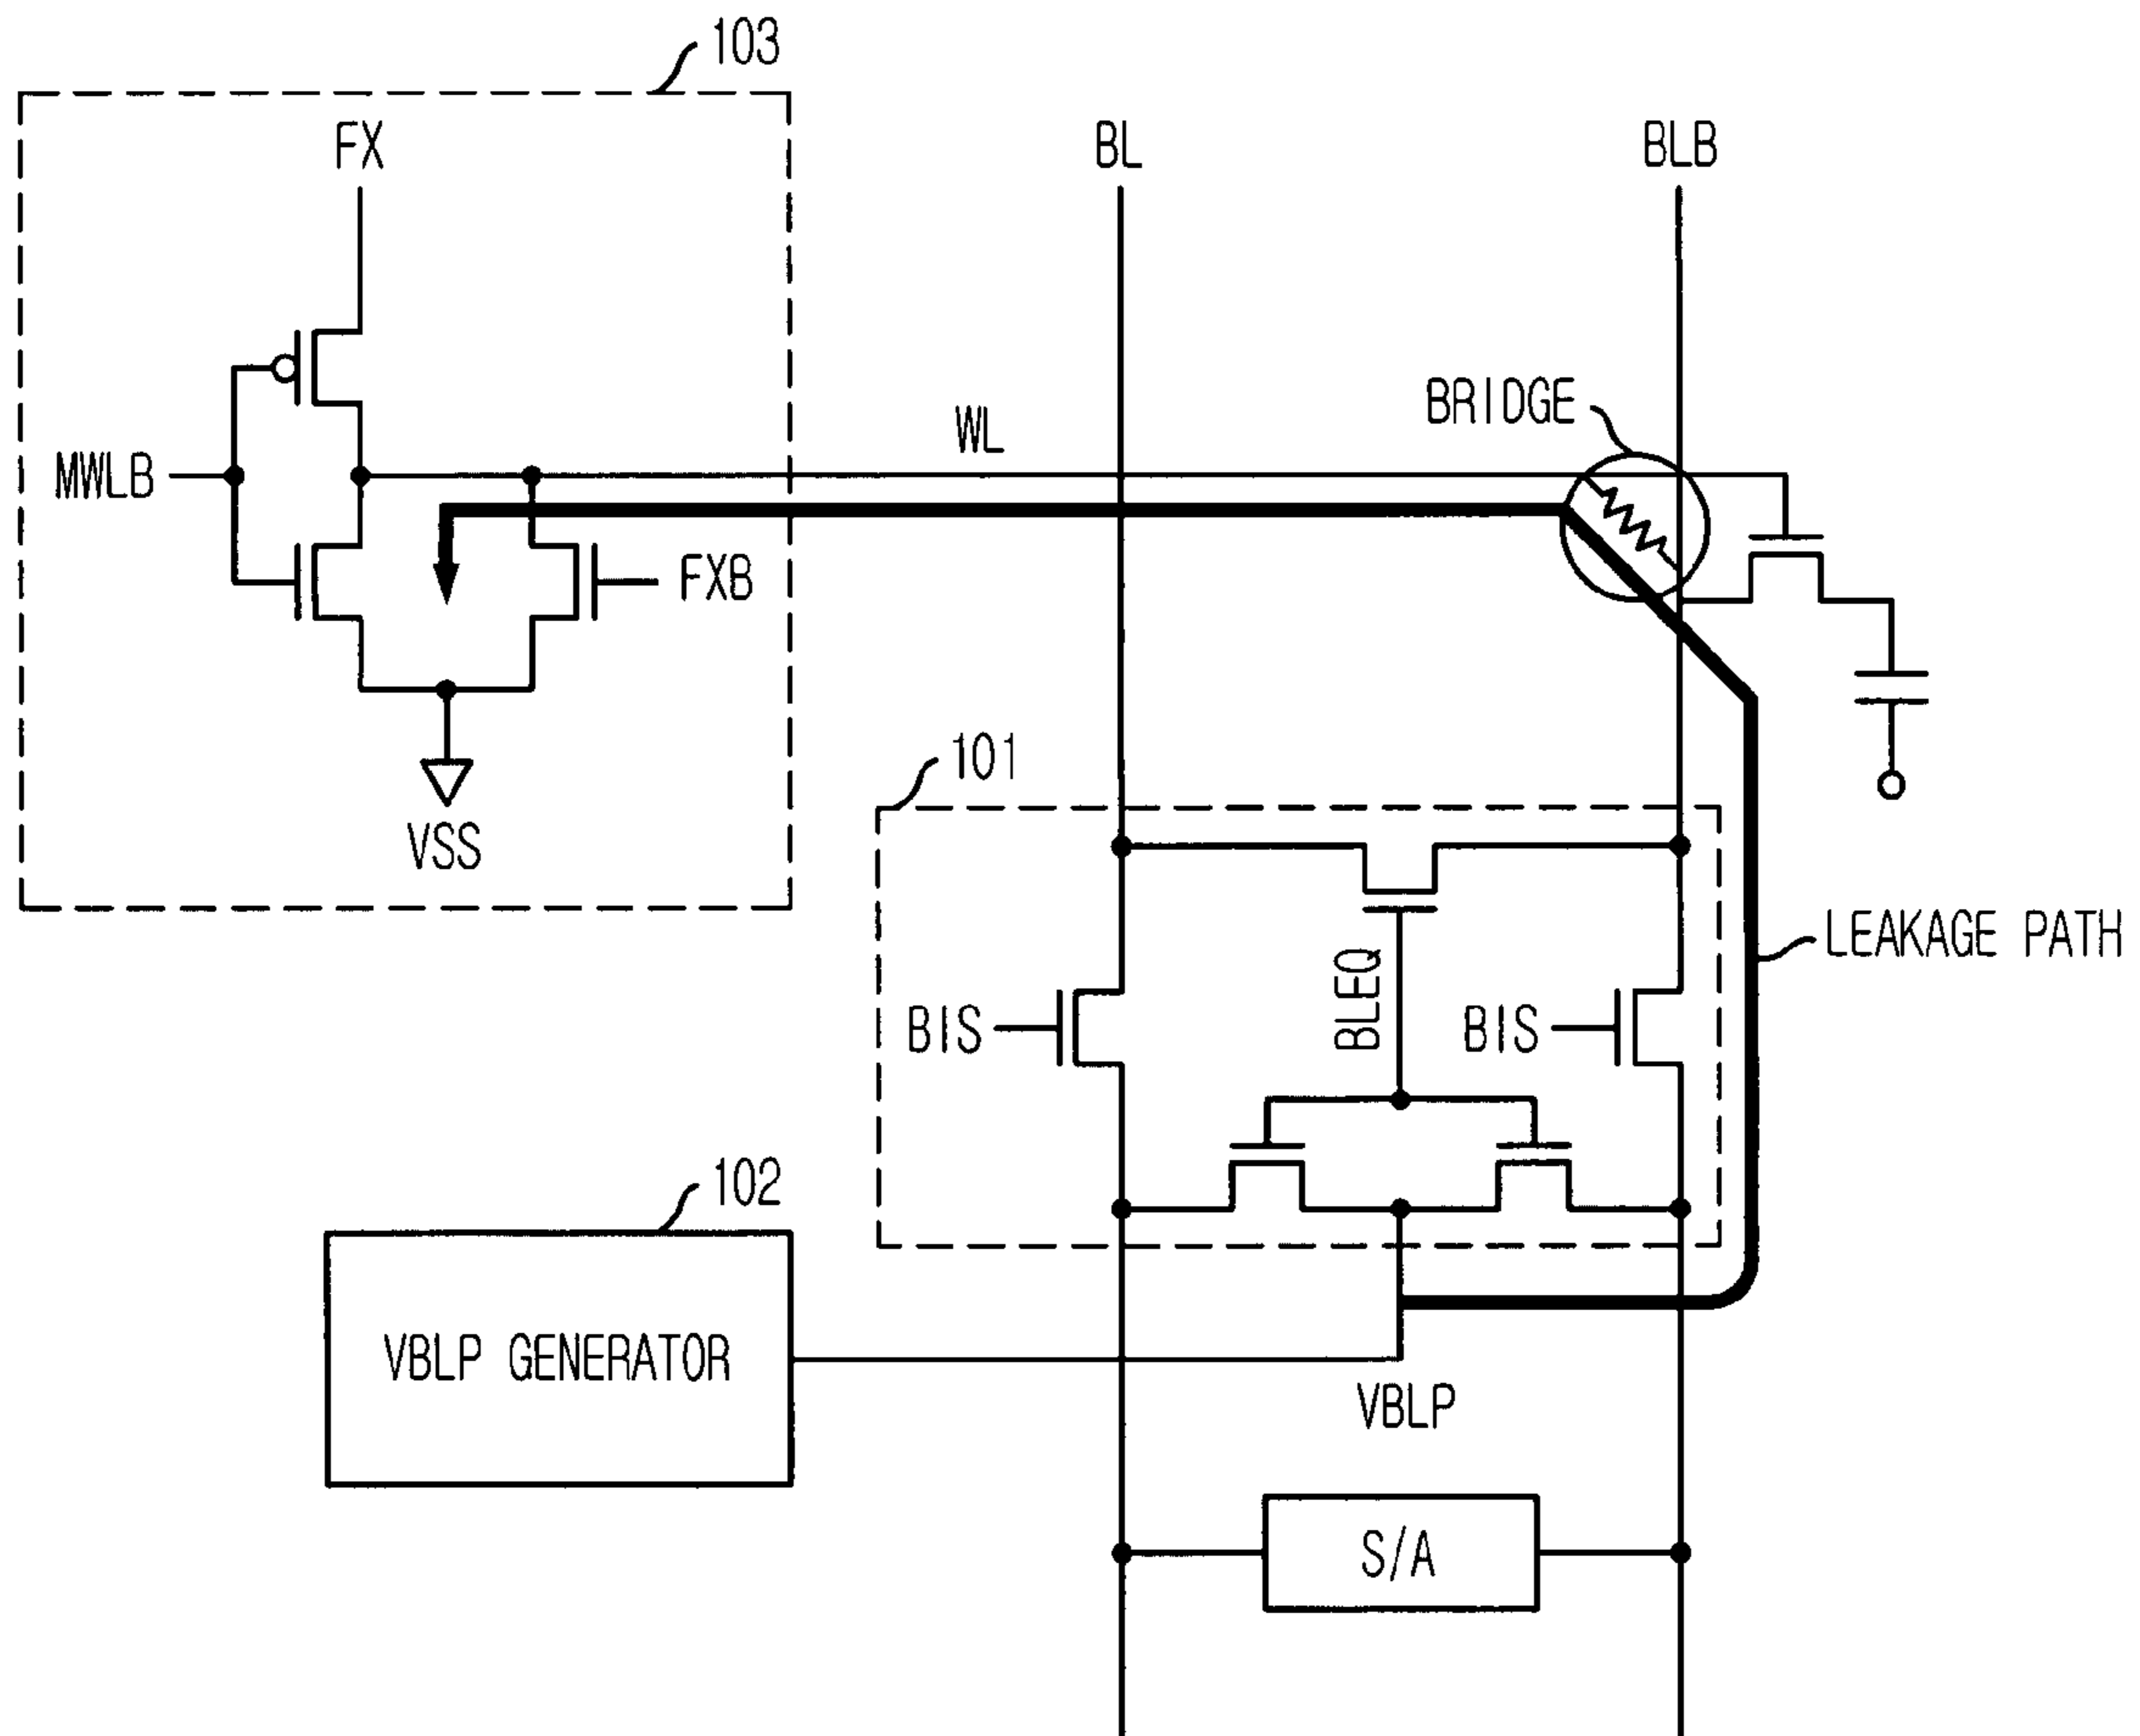 103
FX
BL
BLB
BRIDGE
WL
MWLB
FXB
101
VSS
LEAKAGE PATH
BLEQ
BIS
BIS
102
VBLP GENERATOR
VBLP
S/A